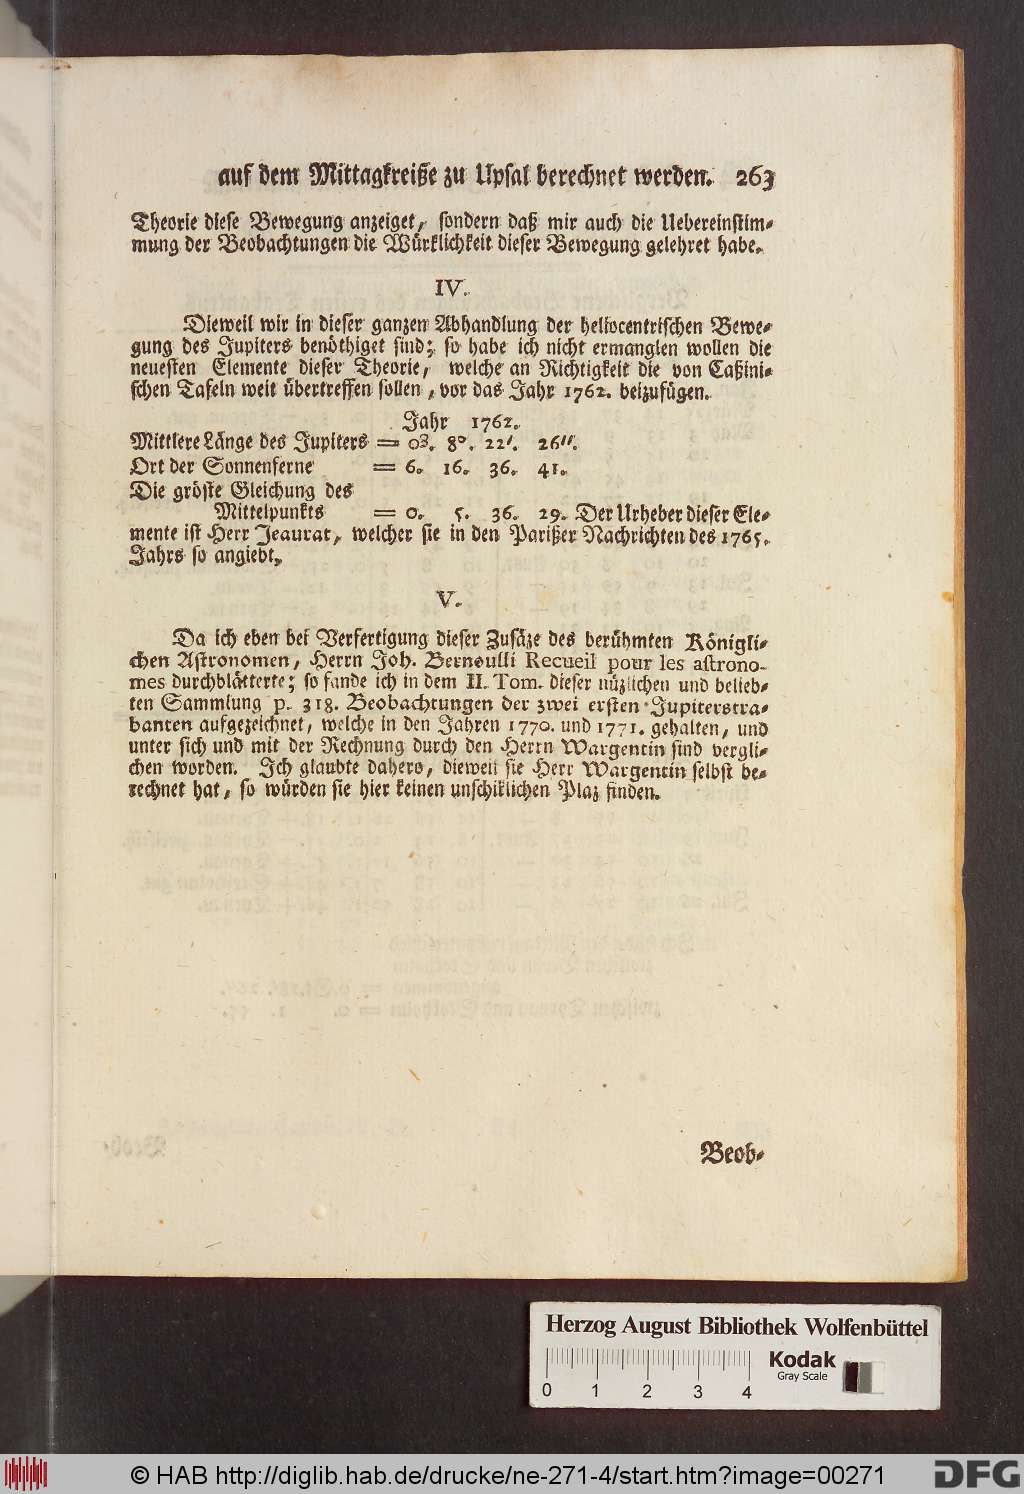 auf dem Mittagkreiße zu Upsal berechnet werden. 263
Theorie diese Bewegung anzeiget, sondern daß mir auch die Uebereinstim-
mung der Beobachtungen die Würklichkeit dieser Bewegung gelehret habe.
IV.
Dieweil wir in dieser ganzen Abhandlung der heliocentrischen Bewe-
gung des Jupiters benöthiget sind; so habe ich nicht ermanglen wollen die
neuesten Elemente dieser Theorie, welche an Richtigkeit die von Caßini-
schen Tafeln weit übertreffen sollen, vor das Jahr 1762. beizufügen.
Jahr 1762.
Mittlere Länge des Jupiters = 0Z. 8°. 22'. 26''.
Ort der Sonnenferne = 6. 16. 36. 41.
Die gröste Gleichung des
Mittelpunkts = 0. 5. 36. 29. Der Urheber dieser Ele-
mente ist Herr Jeaurat, welcher sie in den Parißer Nachrichten des 1765.
Jahrs so angiebt.
V.
Da ich eben bei Verfertigung dieser Zusäze des berühmten Königli-
chen Astronomen, Herrn Joh. Bernoulli Recueil pour les astrono-
mes durchblätterte; so fande ich in dem II. Tom. dieser nüzlichen und belieb-
ten Sammlung p. 318. Beobachtungen der zwei ersten Jupiterstra-
banten aufgezeichnet, welche in den Jahren 1770. und 1771. gehalten, und
unter sich und mit der Rechnung durch den Herrn Wargentin sind vergli-
chen worden. Ich glaubte dahero, dieweil sie Herr Wargentin selbst be-
rechnet hat, so würden sie hier keinen unschiklichen Plaz finden.
Beob-
Herzog August Bibliothek Wolfenbüttel
Kodak
Gray Scale
0 1 2 3 4
© HAB http://diglib.hab.de/drucke/ne-271-4/start.htm?image=00271
DFG